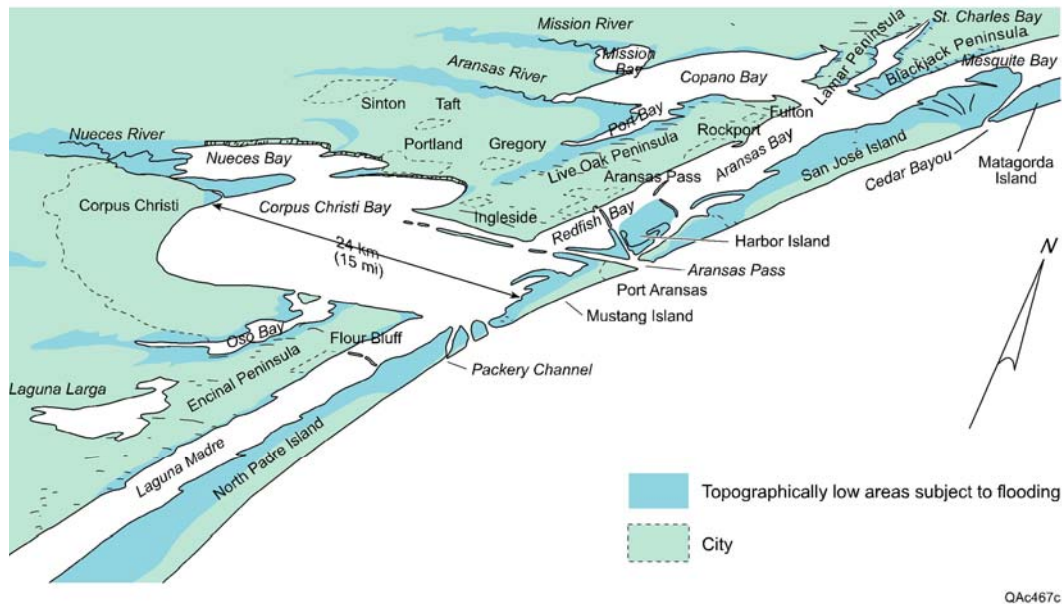 Mission River
St. Charles Bay
Mission
Bay
Lamar Peninsula
Blackjack Peninsula
Aransas River
Copano Bay
Mesquite Bay
Sinton
Taft
Port Bay
Fulton
Nueces River
Portland
Gregory
Rockport
Nueces Bay
Live Oak Peninsula
Aransas Bay
San José Island
Matagorda
Island
Aransas Pass
Cedar Bayou
Corpus Christi
Corpus Christi Bay
Ingleside
Redfish Bay
Harbor Island
24 km
(15 mi)
Aransas Pass
Port Aransas
N
Mustang Island
Oso Bay
Flour Bluff
Packery Channel
Laguna Larga
Encinal Peninsula
Laguna Madre
North Padre Island
Topographically low areas subject to flooding
City
QAc467c